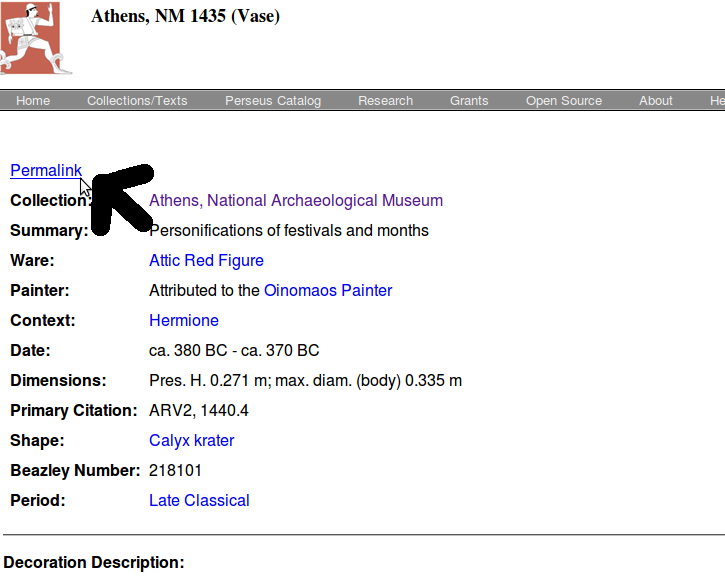 Athens, NM 1435 (Vase)
Home Collections/Texts Perseus Catalog Research Grants Open Source About He
Permalink
Collection: Athens, National Archaeological Museum
Summary: Personifications of festivals and months
Ware: Attic Red Figure
Painter: Attributed to the Oinomaos Painter
Context: Hermione
Date: ca. 380 BC - ca. 370 BC
Dimensions: Pres. H. 0.271 m; max. diam. (body) 0.335 m
Primary Citation: ARV2, 1440.4
Shape: Calyx krater
Beazley Number: 218101
Period: Late Classical
Decoration Description: